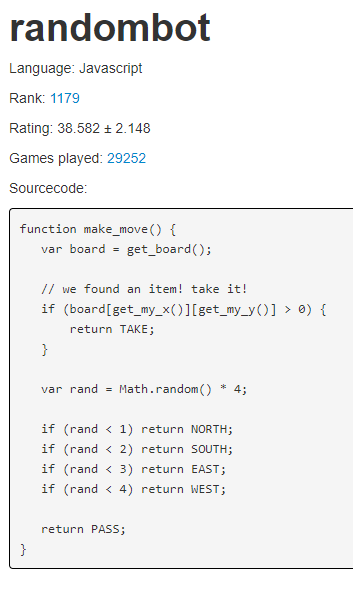 randombot
Language: Javascript
Rank: 1179
Rating: 38.582 ± 2.148
Games played: 29252
Sourcecode:
function make_move() {
   var board = get_board();

   // we found an item! take it!
   if (board[get_my_x()][get_my_y()] > 0) {
       return TAKE;
   }

   var rand = Math.random() * 4;

   if (rand < 1) return NORTH;
   if (rand < 2) return SOUTH;
   if (rand < 3) return EAST;
   if (rand < 4) return WEST;

   return PASS;
}